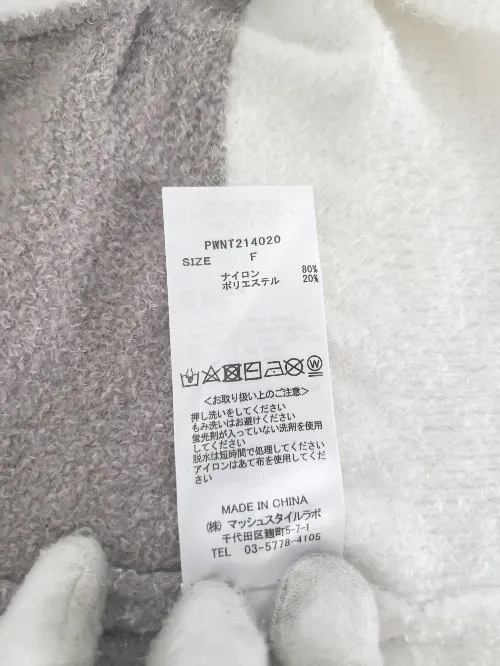 PWNT214020
SIZE F
ナイロン 80%
ポリエステル 20%
<お取り扱い上のご注意>
押し洗いをしてください
もみ洗いはお避けください
蛍光剤が入っていない洗剤を使用
してください
脱水は短時間で処理してください
アイロンはあて布を使用してくだ
さい
MADE IN CHINA
(株) マッシュスタイルラボ
千代田区麹町5-7-1
TEL 03-5778-4105